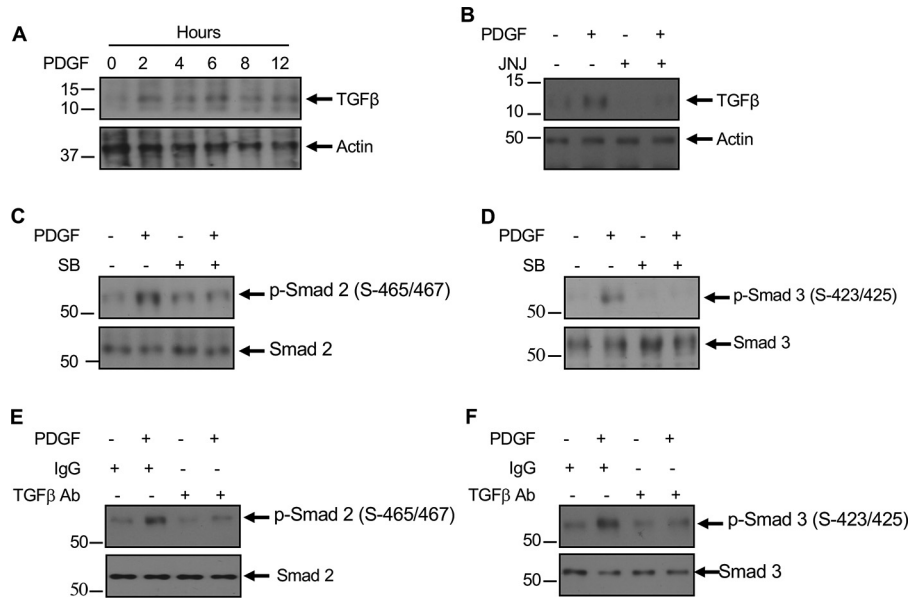 A
Hours
PDGF 0 2 4 6 8 12
15
10
TGFβ
37
Actin
B
PDGF - + - +
JNJ - - + +
15
10
TGFβ
50
Actin
C
PDGF - + - +
SB - - + +
50
p-Smad 2 (S-465/467)
50
Smad 2
D
PDGF - + - +
SB - - + +
50
p-Smad 3 (S-423/425)
50
Smad 3
E
PDGF - + - +
IgG + + - -
TGFβ Ab - - + +
50
p-Smad 2 (S-465/467)
50
Smad 2
F
PDGF - + - +
IgG + + - -
TGFβ Ab - - + +
50
p-Smad 3 (S-423/425)
50
Smad 3